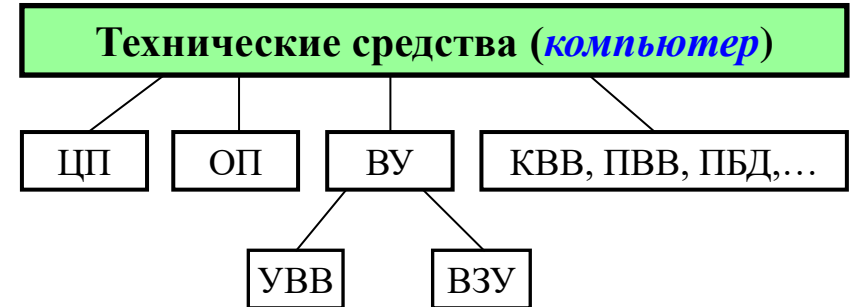 Технические средства (компьютер)
ЦП
ОП
ВУ
КВВ, ПВВ, ПБД,…
УВВ
ВЗУ